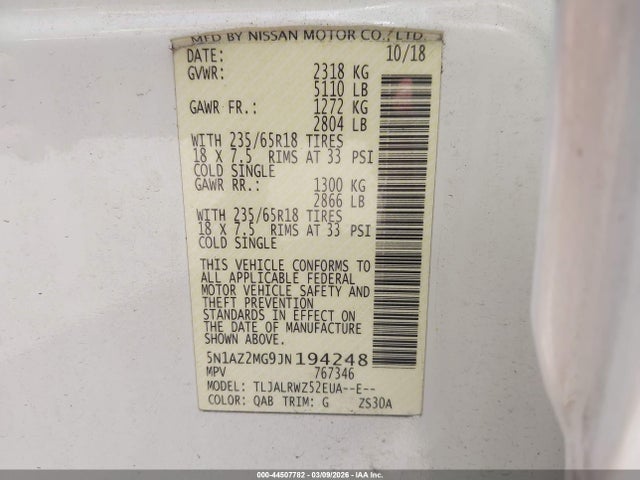 MFD BY NISSAN MOTOR CO., LTD.
DATE: 10/18
GVWR: 2318 KG
5110 LB
GAWR FR.: 1272 KG
2804 LB
WITH 235/65R18 TIRES
18 X 7.5 RIMS AT 33 PSI
COLD SINGLE
GAWR RR.: 1300 KG
2866 LB
WITH 235/65R18 TIRES
18 X 7.5 RIMS AT 33 PSI
COLD SINGLE
THIS VEHICLE CONFORMS TO
ALL APPLICABLE FEDERAL
MOTOR VEHICLE SAFETY AND
THEFT PREVENTION
STANDARDS IN EFFECT ON
THE DATE OF MANUFACTURE
SHOWN ABOVE.
5N1AZ2MG9JN194248
MPV 767346
MODEL: TLJALRWZ52EUA--E--
COLOR: QAB TRIM: G ZS30A
000-44507782 — 03/09/2026 — IAAI.com